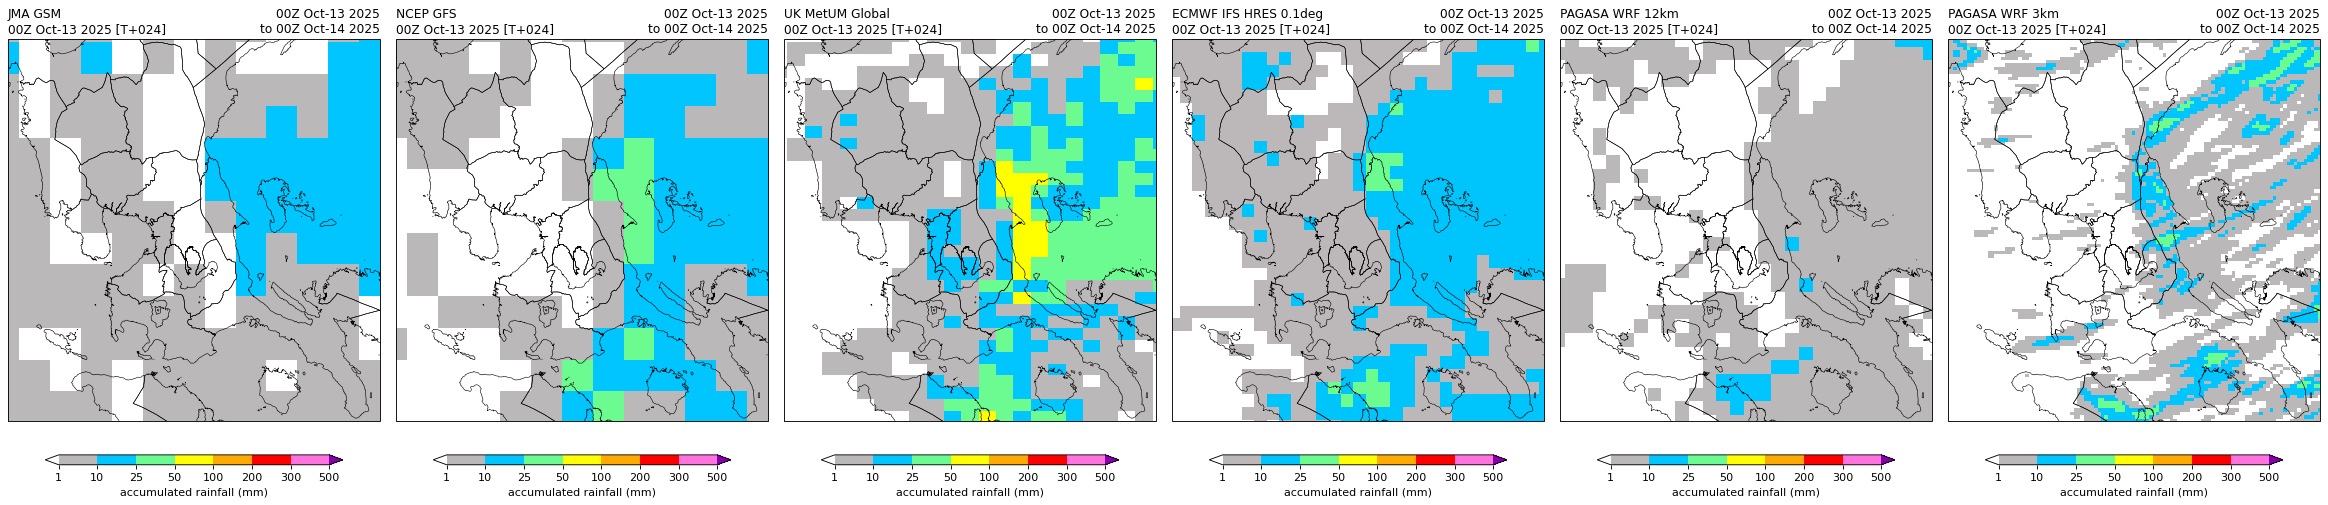 JMA GSM 00Z Oct-13 2025
00Z Oct-13 2025 [T+024] to 00Z Oct-14 2025
1 10 25 50 100 200 300 500
accumulated rainfall (mm)
NCEP GFS 00Z Oct-13 2025
00Z Oct-13 2025 [T+024] to 00Z Oct-14 2025
1 10 25 50 100 200 300 500
accumulated rainfall (mm)
UK MetUM Global 00Z Oct-13 2025
00Z Oct-13 2025 [T+024] to 00Z Oct-14 2025
1 10 25 50 100 200 300 500
accumulated rainfall (mm)
ECMWF IFS HRES 0.1deg 00Z Oct-13 2025
00Z Oct-13 2025 [T+024] to 00Z Oct-14 2025
1 10 25 50 100 200 300 500
accumulated rainfall (mm)
PAGASA WRF 12km 00Z Oct-13 2025
00Z Oct-13 2025 [T+024] to 00Z Oct-14 2025
1 10 25 50 100 200 300 500
accumulated rainfall (mm)
PAGASA WRF 3km 00Z Oct-13 2025
00Z Oct-13 2025 [T+024] to 00Z Oct-14 2025
1 10 25 50 100 200 300 500
accumulated rainfall (mm)